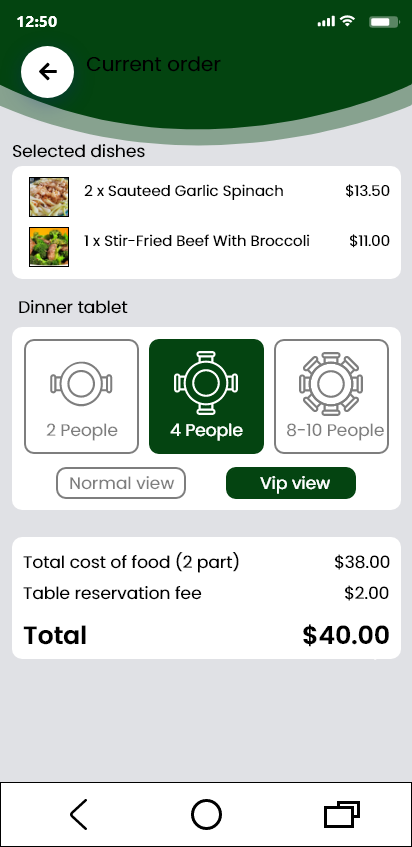 12:50
Current order
Selected dishes
2 x Sauteed Garlic Spinach $13.50
1 x Stir-Fried Beef With Broccoli $11.00
Dinner tablet
2 People 4 People 8-10 People
Normal view Vip view
Total cost of food (2 part) $38.00
Table reservation fee $2.00
Total $40.00